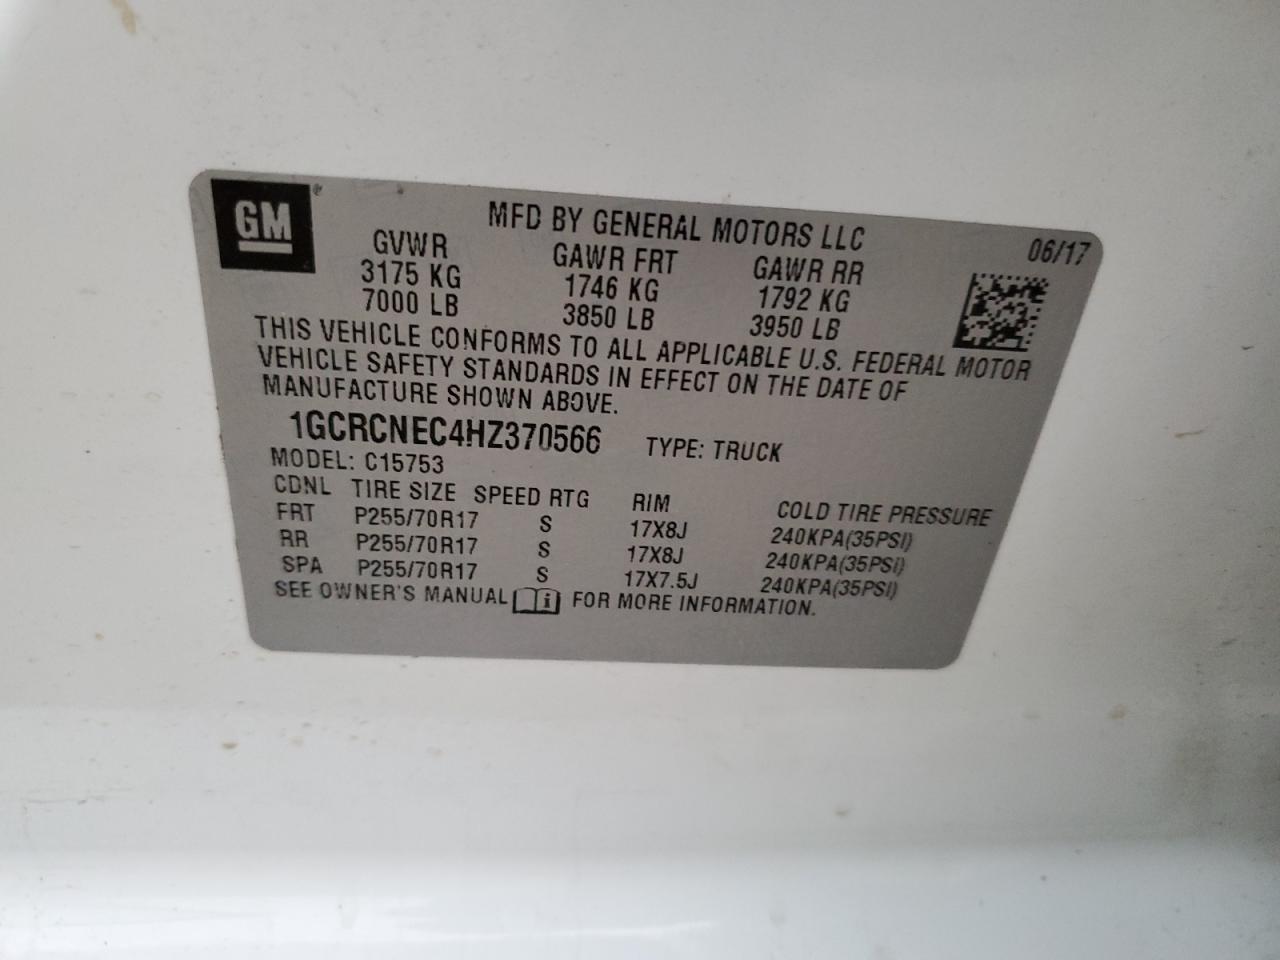 GM
MFD BY GENERAL MOTORS LLC 06/17
GVWR GAWR FRT GAWR RR
3175 KG 1746 KG 1792 KG
7000 LB 3850 LB 3950 LB
THIS VEHICLE CONFORMS TO ALL APPLICABLE U.S. FEDERAL MOTOR
VEHICLE SAFETY STANDARDS IN EFFECT ON THE DATE OF
MANUFACTURE SHOWN ABOVE.
1GCRCNEC4HZ370566 TYPE: TRUCK
MODEL: C15753
CDNL TIRE SIZE SPEED RTG RIM COLD TIRE PRESSURE
FRT P255/70R17 S 17X8J 240KPA(35PSI)
RR P255/70R17 S 17X8J 240KPA(35PSI)
SPA P255/70R17 S 17X7.5J 240KPA(35PSI)
SEE OWNER'S MANUAL i FOR MORE INFORMATION.